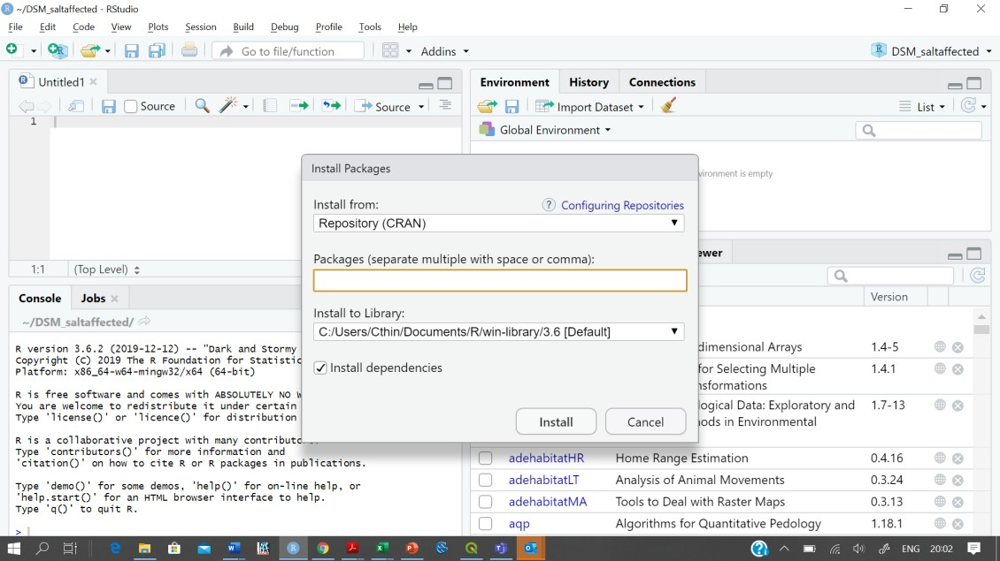 ~/DSM_saltaffected - RStudio
File Edit Code View Plots Session Build Debug Profile Tools Help
Go to file/function
Addins
DSM_saltaffected
Untitled1
Source
Source
1
1:1
(Top Level)
Environment History Connections
Import Dataset
List
Global Environment
vironment is empty
Install Packages
Install from:
? Configuring Repositories
Repository (CRAN)
Packages (separate multiple with space or comma):
Install to Library:
C:/Users/Cthin/Documents/R/win-library/3.6 [Default]
Install dependencies
Install
Cancel
Console Jobs
~/DSM_saltaffected/
R version 3.6.2 (2019-12-12) -- "Dark and Stormy
Copyright (C) 2019 The R Foundation for Statistic
Platform: x86_64-w64-mingw32/x64 (64-bit)
R is free software and comes with ABSOLUTELY NO W
You are welcome to redistribute it under certain
Type 'license()' or 'licence()' for distribution
R is a collaborative project with many contributo
Type 'contributors()' for more information and
'citation()' on how to cite R or R packages in publications.
Type 'demo()' for some demos, 'help()' for on-line help, or
'help.start()' for an HTML browser interface to help.
Type 'q()' to quit R.
>
ewer
Version
dimensional Arrays 1.4-5
for Selecting Multiple 1.4.1
nsformations
logical Data: Exploratory and 1.7-13
hods in Environmental
adehabitatHR Home Range Estimation 0.4.16
adehabitatLT Analysis of Animal Movements 0.3.24
adehabitatMA Tools to Deal with Raster Maps 0.3.13
aqp Algorithms for Quantitative Pedology 1.18.1
ENG 20:02